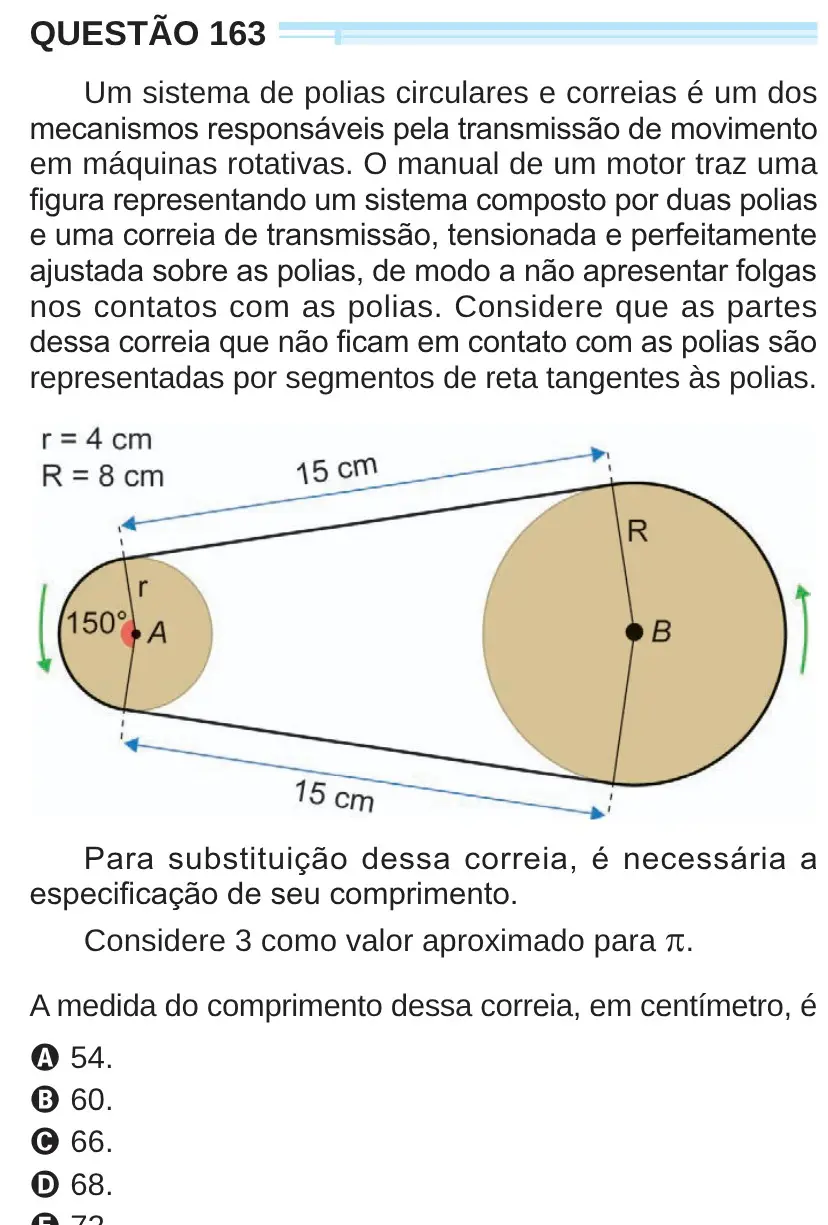 QUESTÃO 163
Um sistema de polias circulares e correias é um dos
mecanismos responsáveis pela transmissão de movimento
em máquinas rotativas. O manual de um motor traz uma
figura representando um sistema composto por duas polias
e uma correia de transmissão, tensionada e perfeitamente
ajustada sobre as polias, de modo a não apresentar folgas
nos contatos com as polias. Considere que as partes
dessa correia que não ficam em contato com as polias são
representadas por segmentos de reta tangentes às polias.
r = 4 cm
R = 8 cm
15 cm
R
r
150°
A
B
15 cm
Para substituição dessa correia, é necessária a
especificação de seu comprimento.
Considere 3 como valor aproximado para π.
A medida do comprimento dessa correia, em centímetro, é
A 54.
B 60.
C 66.
D 68.
E 72.